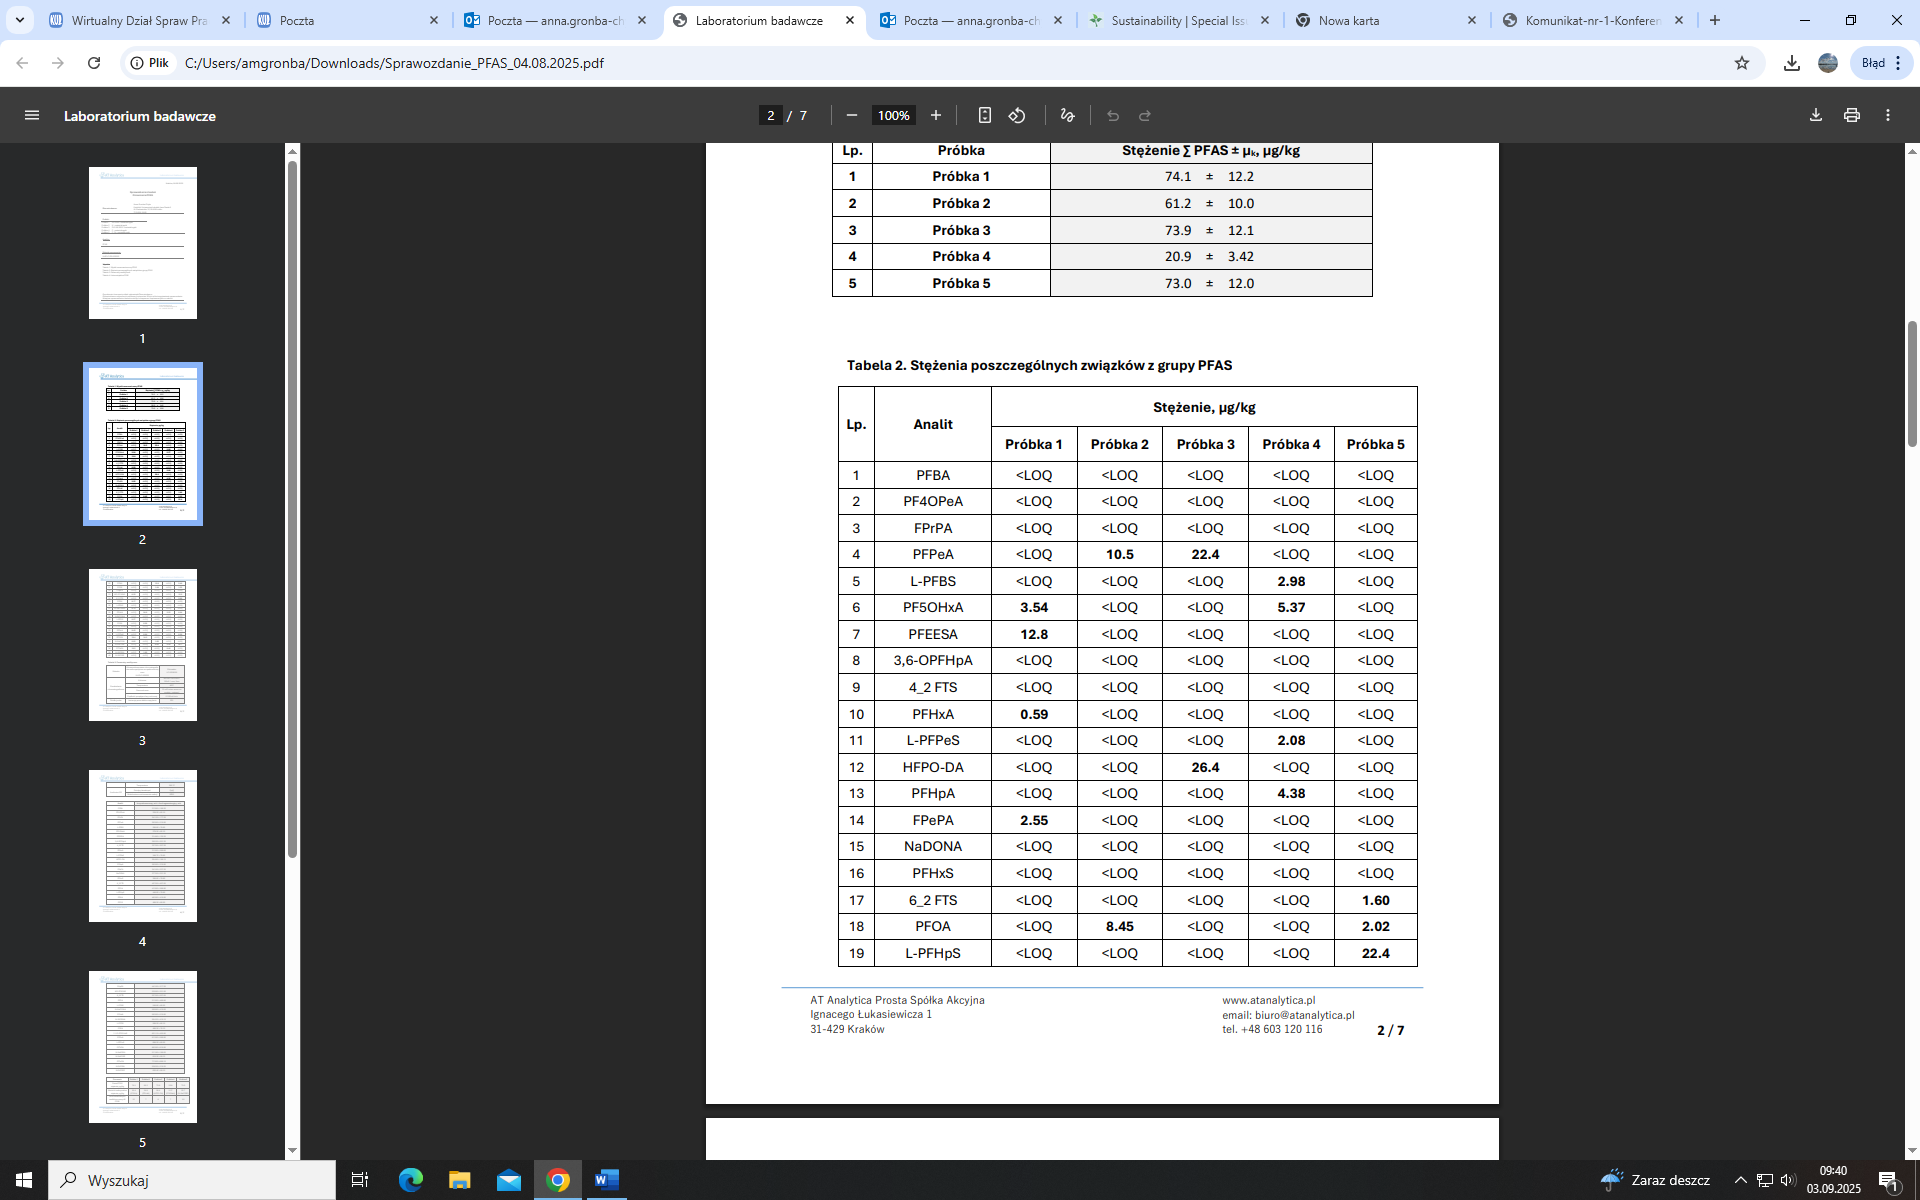 Wirtualny Dział Spraw Pra
Poczta
Poczta — anna.gronba-ch
Laboratorium badawcze
Poczta — anna.gronba-ch
Sustainability | Special Iss
Nowa karta
Komunikat-nr-1-Konferen
Plik
C:/Users/amgronba/Downloads/Sprawozdanie_PFAS_04.08.2025.pdf
Błąd
Laboratorium badawcze
2 / 7
100%
1
2
3
4
5
Lp. Próbka Stężenie ∑ PFAS ± µₖ, µg/kg
1 Próbka 1 74.1 ± 12.2
2 Próbka 2 61.2 ± 10.0
3 Próbka 3 73.9 ± 12.1
4 Próbka 4 20.9 ± 3.42
5 Próbka 5 73.0 ± 12.0
Tabela 2. Stężenia poszczególnych związków z grupy PFAS
Lp. Analit Stężenie, µg/kg
Próbka 1 Próbka 2 Próbka 3 Próbka 4 Próbka 5
1 PFBA <LOQ <LOQ <LOQ <LOQ <LOQ
2 PF4OPeA <LOQ <LOQ <LOQ <LOQ <LOQ
3 FPrPA <LOQ <LOQ <LOQ <LOQ <LOQ
4 PFPeA <LOQ 10.5 22.4 <LOQ <LOQ
5 L-PFBS <LOQ <LOQ <LOQ 2.98 <LOQ
6 PF5OHxA 3.54 <LOQ <LOQ 5.37 <LOQ
7 PFEESA 12.8 <LOQ <LOQ <LOQ <LOQ
8 3,6-OPFHpA <LOQ <LOQ <LOQ <LOQ <LOQ
9 4_2 FTS <LOQ <LOQ <LOQ <LOQ <LOQ
10 PFHxA 0.59 <LOQ <LOQ <LOQ <LOQ
11 L-PFPeS <LOQ <LOQ <LOQ 2.08 <LOQ
12 HFPO-DA <LOQ <LOQ 26.4 <LOQ <LOQ
13 PFHpA <LOQ <LOQ <LOQ 4.38 <LOQ
14 FPePA 2.55 <LOQ <LOQ <LOQ <LOQ
15 NaDONA <LOQ <LOQ <LOQ <LOQ <LOQ
16 PFHxS <LOQ <LOQ <LOQ <LOQ <LOQ
17 6_2 FTS <LOQ <LOQ <LOQ <LOQ 1.60
18 PFOA <LOQ 8.45 <LOQ <LOQ 2.02
19 L-PFHpS <LOQ <LOQ <LOQ <LOQ 22.4
AT Analytica Prosta Spółka Akcyjna
Ignacego Łukasiewicza 1
31-429 Kraków
www.atanalytica.pl
email: biuro@atanalytica.pl
tel. +48 603 120 116
2 / 7
Wyszukaj
Zaraz deszcz
09:40
03.09.2025
1